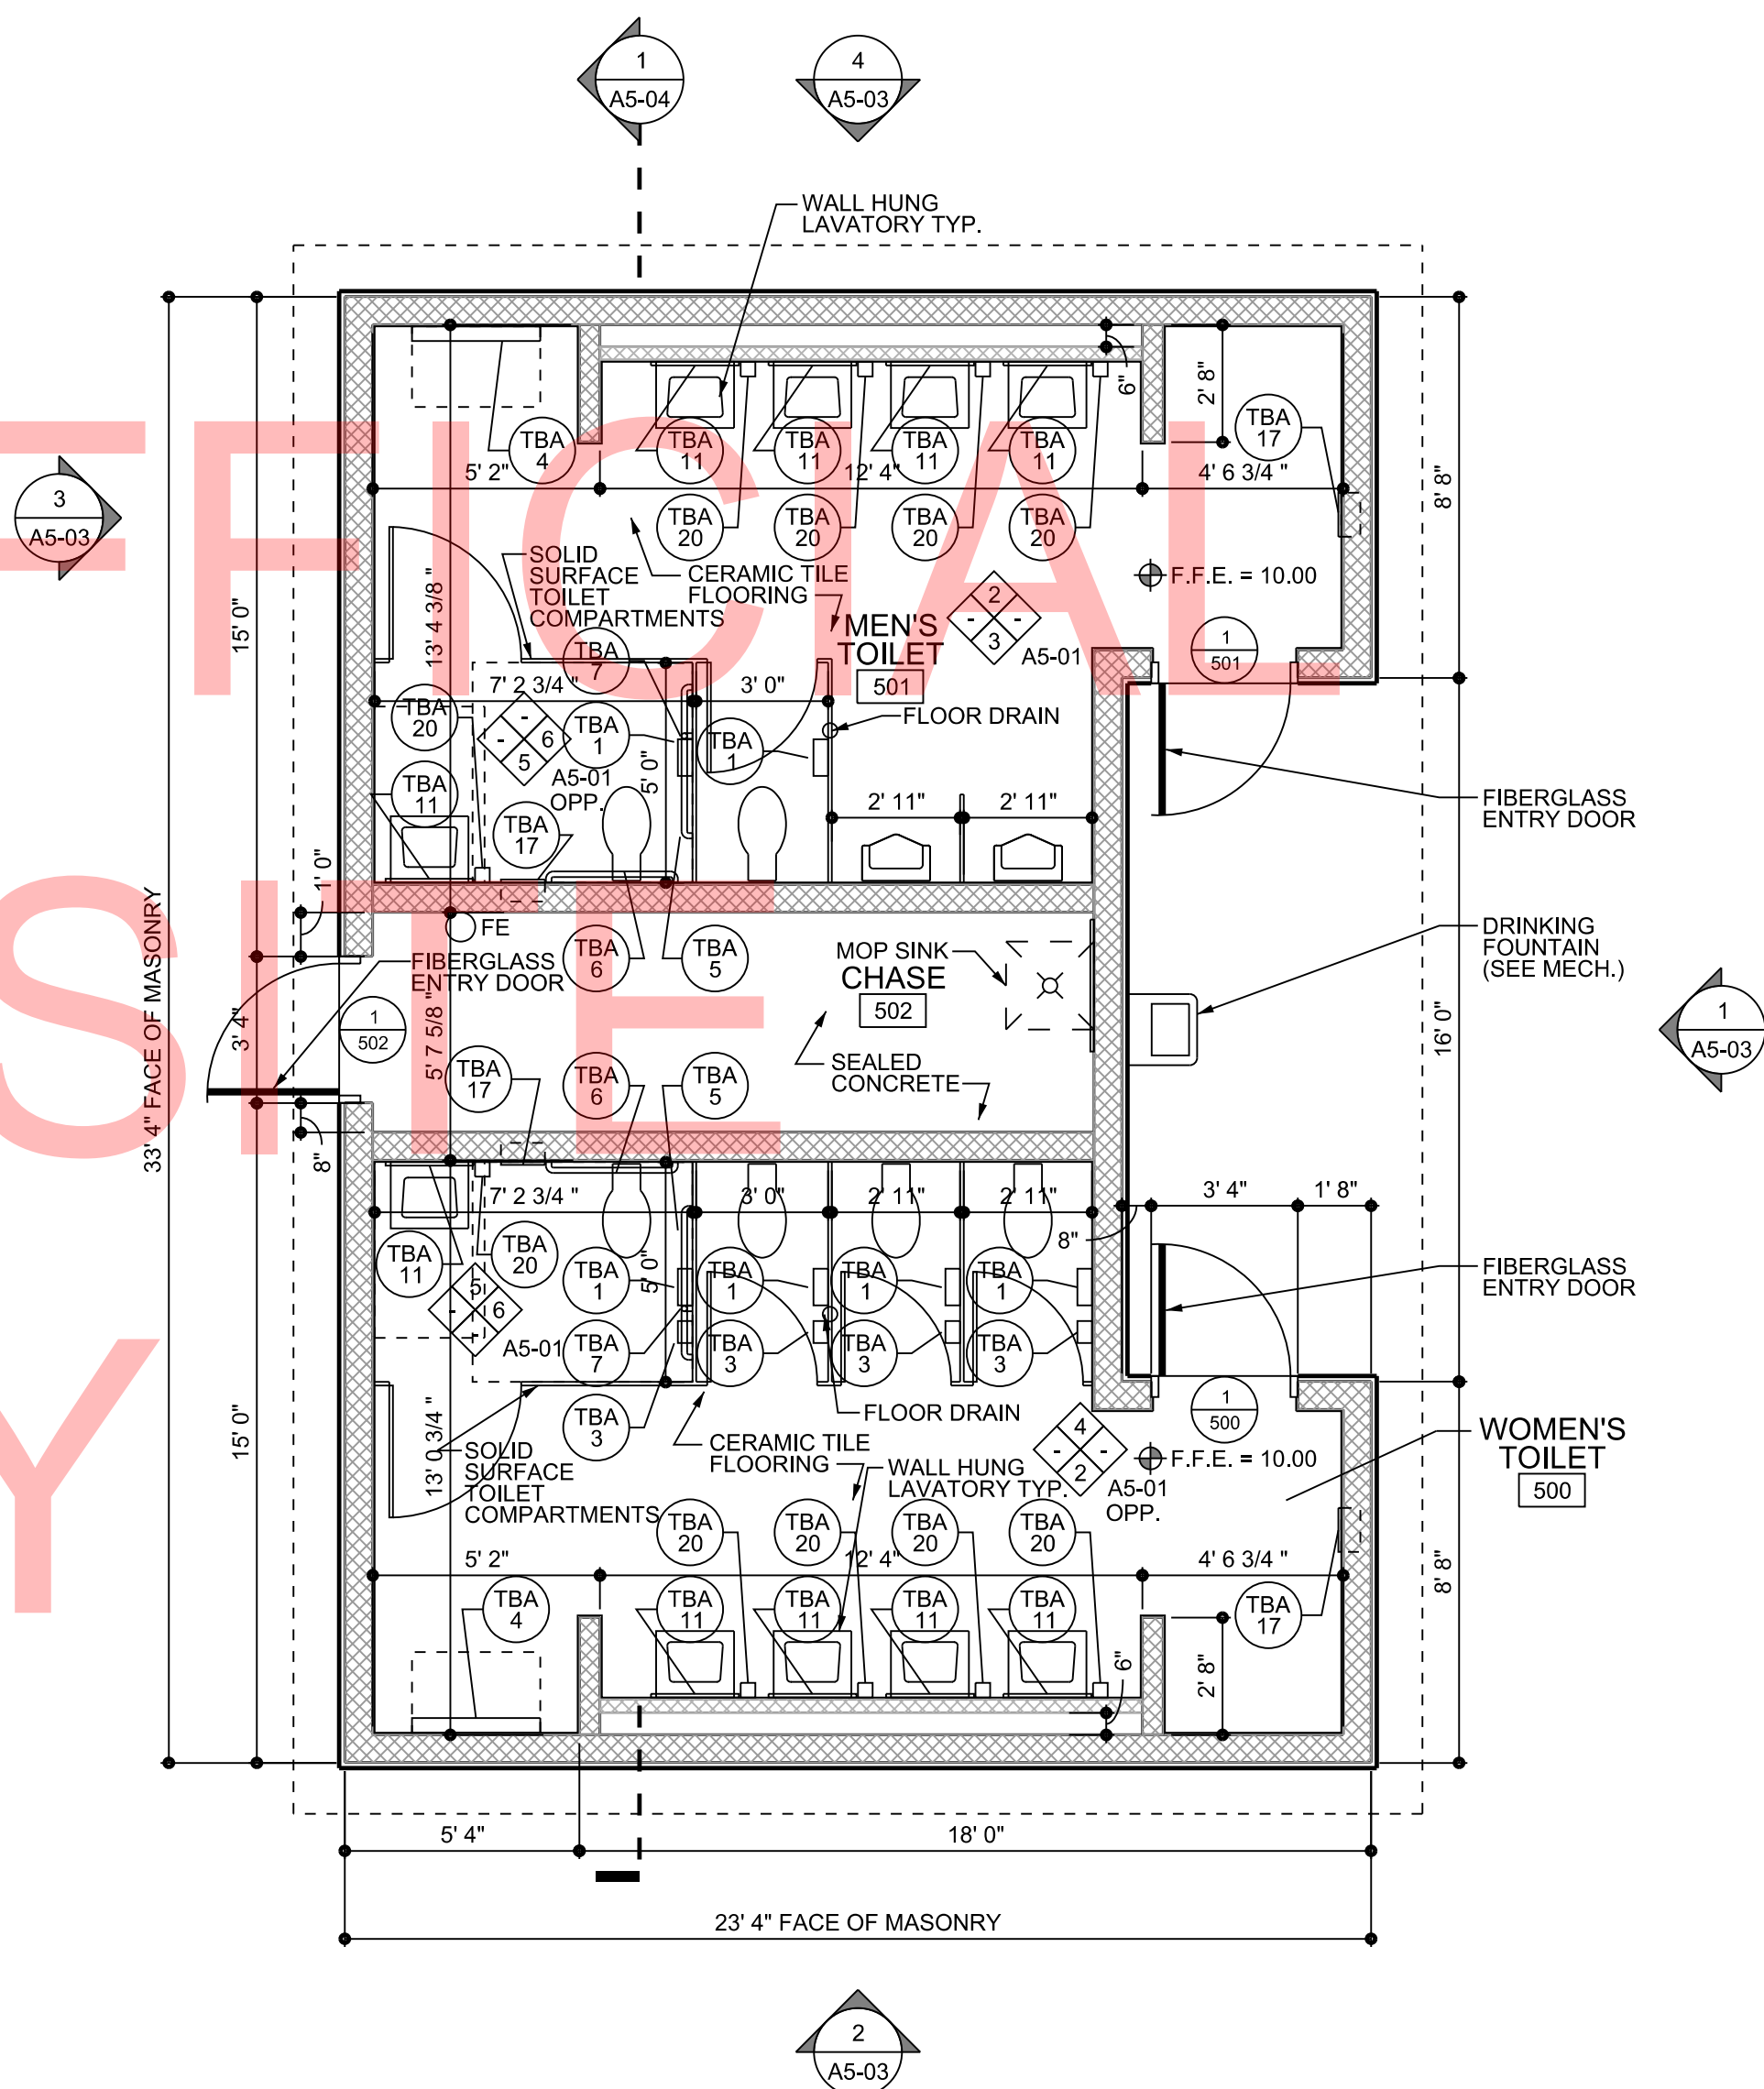 1
A5-04
4
A5-03
WALL HUNG
LAVATORY TYP.
6"
2' 8"
TBA
17
TBA
4
TBA
11
TBA
11
TBA
11
TBA
11
5' 2"
12' 4"
4' 6 3/4 "
8' 8"
3
A5-03
TBA
20
TBA
20
TBA
20
TBA
20
FFICIAL
SOLID
SURFACE
TOILET
COMPARTMENTS
CERAMIC TILE
FLOORING
F.F.E. = 10.00
15' 0"
13' 4 3/8 "
MEN'S
TOILET
501
2
-
-
3
A5-01
1
501
TBA
7
7' 2 3/4 "
3' 0"
TBA
20
-
-
6
5
A5-01
OPP.
TBA
1
TBA
1
FLOOR DRAIN
5' 0"
TBA
11
TBA
17
2' 11"
2' 11"
FIBERGLASS
ENTRY DOOR
1' 0"
33' 4" FACE OF MASONRY
FE
FIBERGLASS
ENTRY DOOR
TBA
6
TBA
5
MOP SINK
CHASE
502
DRINKING
FOUNTAIN
(SEE MECH.)
SITE
3' 4"
1
502
5' 7 5/8 "
16' 0"
1
A5-03
TBA
17
TBA
6
TBA
5
SEALED
CONCRETE
8"
7' 2 3/4 "
3' 0"
2' 11"
2' 11"
3' 4"
1' 8"
8"
TBA
11
TBA
20
TBA
1
5' 0"
TBA
1
TBA
1
TBA
1
FIBERGLASS
ENTRY DOOR
5
-
6
-
A5-01
TBA
7
TBA
3
TBA
3
TBA
3
Y
TBA
3
FLOOR DRAIN
1
500
15' 0"
13' 0 3/4 "
SOLID
SURFACE
TOILET
COMPARTMENTS
CERAMIC TILE
FLOORING
WALL HUNG
LAVATORY TYP.
4
-
-
2
A5-01
OPP.
F.F.E. = 10.00
WOMEN'S
TOILET
500
TBA
20
TBA
20
TBA
20
TBA
20
5' 2"
12' 4"
4' 6 3/4 "
8' 8"
TBA
4
TBA
11
TBA
11
TBA
11
TBA
11
TBA
17
6"
2' 8"
5' 4"
18' 0"
23' 4" FACE OF MASONRY
2
A5-03